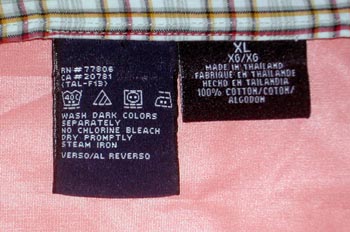 RN# 77806
CA# 20781
(TAL-F1B)
WASH DARK COLORS
SEPARATELY
NO CHLORINE BLEACH
DRY PROMPTLY
STEAM IRON
VERSO/AL REVERSO
XL
XG/XG
MADE IN THAILAND
FABRIQUE EN THAILANDE
HECHO EN TAILANDIA
100% COTTON/COTON/
ALGODON